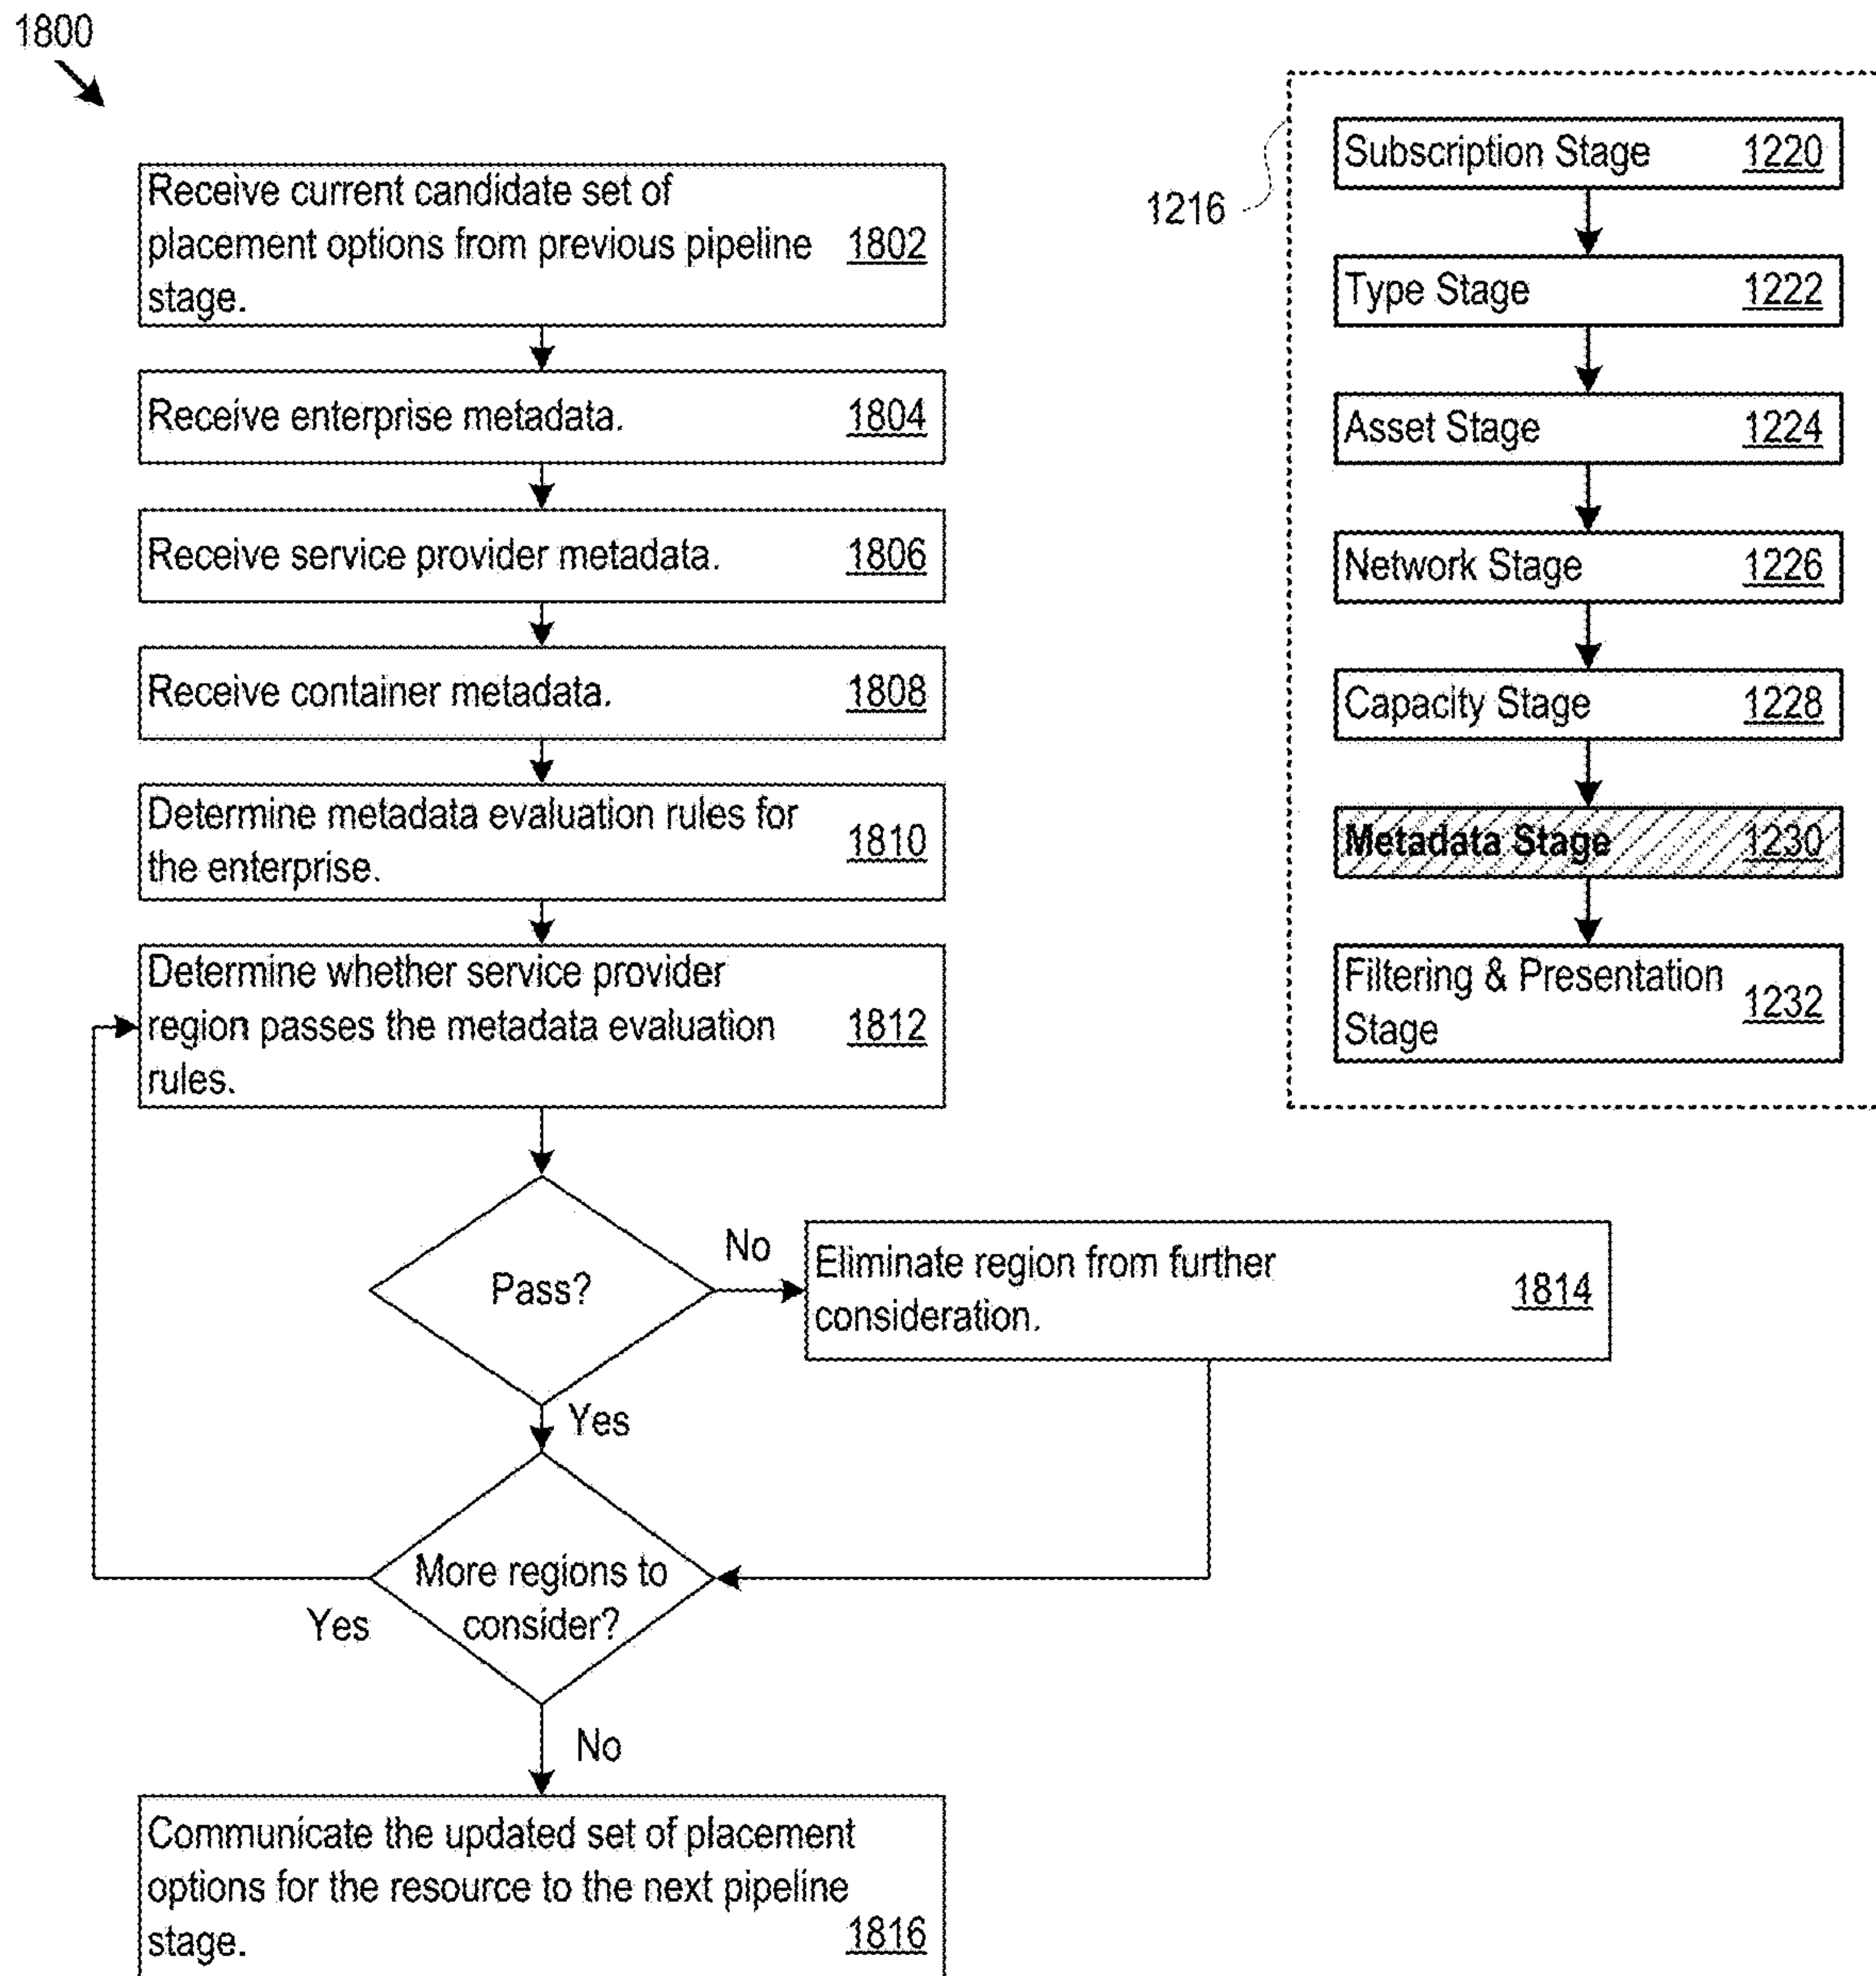 1800
Receive current candidate set of
placement options from previous pipeline 1802
stage.
Receive enterprise metadata. 1804
Receive service provider metadata. 1806
Receive container metadata. 1808
Determine metadata evaluation rules for
the enterprise. 1810
Determine whether service provider
region passes the metadata evaluation 1812
rules.
Pass?
No
Eliminate region from further
consideration. 1814
Yes
More regions to
consider?
Yes
No
Communicate the updated set of placement
options for the resource to the next pipeline
stage. 1816
1216
Subscription Stage 1220
Type Stage 1222
Asset Stage 1224
Network Stage 1226
Capacity Stage 1228
Metadata Stage 1230
Filtering & Presentation
Stage 1232